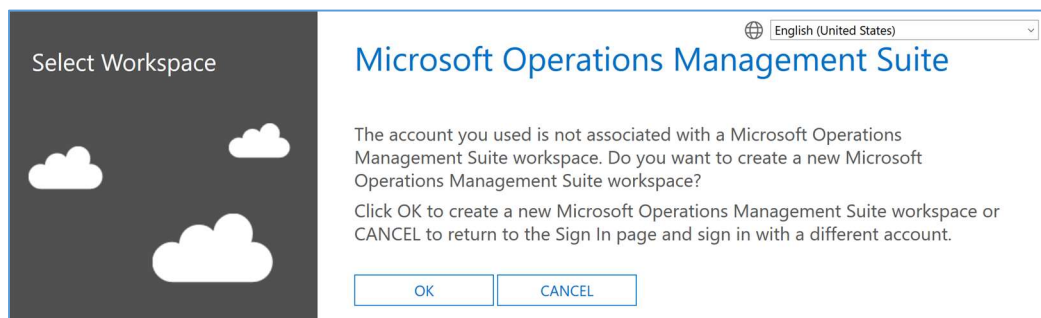 Select Workspace
English (United States)
Microsoft Operations Management Suite
The account you used is not associated with a Microsoft Operations
Management Suite workspace. Do you want to create a new Microsoft
Operations Management Suite workspace?
Click OK to create a new Microsoft Operations Management Suite workspace or
CANCEL to return to the Sign In page and sign in with a different account.
OK
CANCEL